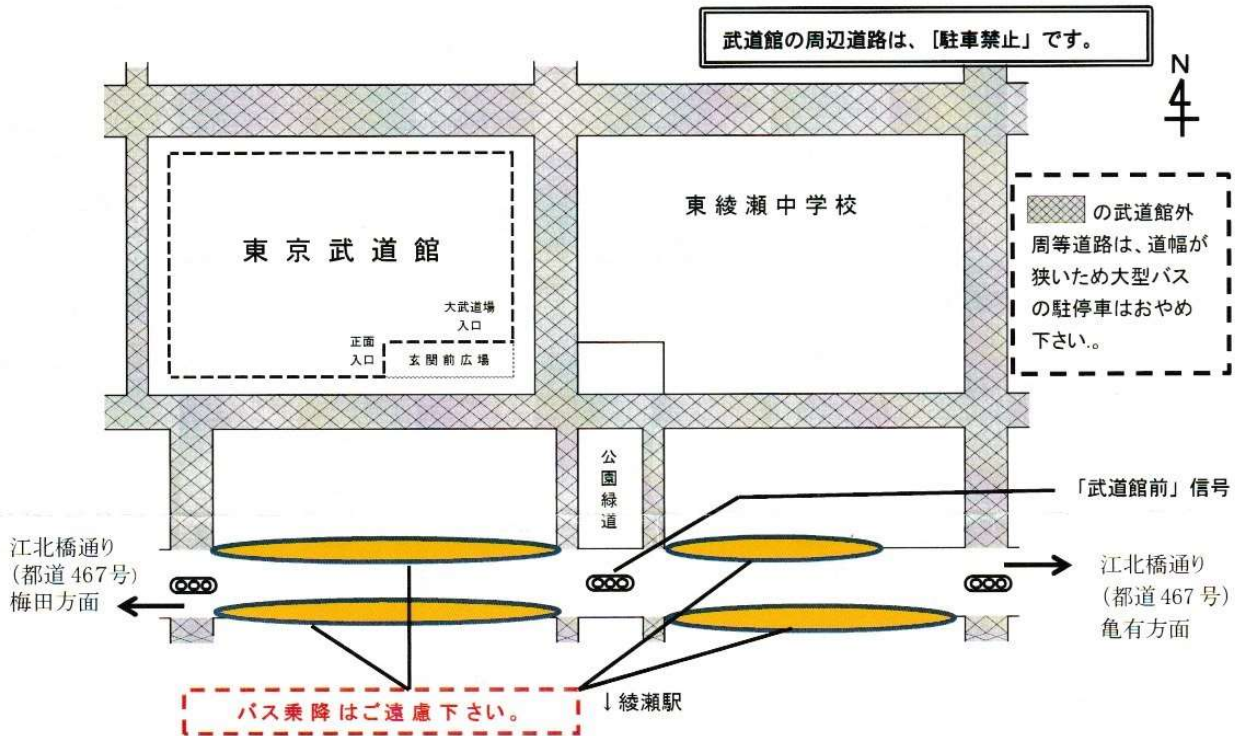 武道館の周辺道路は、[駐車禁止」です。
N
東綾瀬中学校
東京武道館
大武道場
入口
正面
入口
玄関前広場
の武道館外
周等道路は、道幅が
狭いため大型バス
の駐停車はおやめ
下さい.。
公園緑道
「武道館前」信号
江北橋通り
(都道467号)
梅田方面
江北橋通り
(都道467号)
亀有方面
バス乗降はご遠慮下さい。
↓綾瀬駅